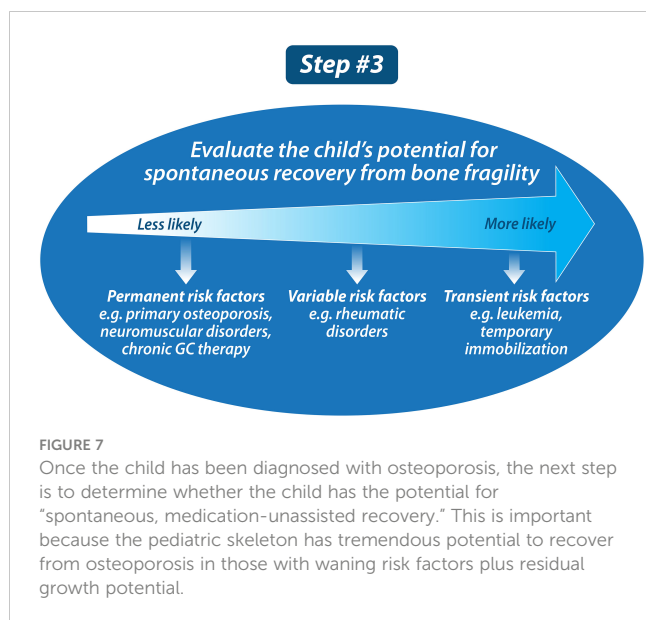 Step #3
Evaluate the child's potential for
spontaneous recovery from bone fragility
Less likely
More likely
Permanent risk factors
e.g. primary osteoporosis,
neuromuscular disorders,
chronic GC therapy
Variable risk factors
e.g. rheumatic
disorders
Transient risk factors
e.g. leukemia,
temporary
immobilization
FIGURE 7
Once the child has been diagnosed with osteoporosis, the next step
is to determine whether the child has the potential for
“spontaneous, medication-unassisted recovery.” This is important
because the pediatric skeleton has tremendous potential to recover
from osteoporosis in those with waning risk factors plus residual
growth potential.